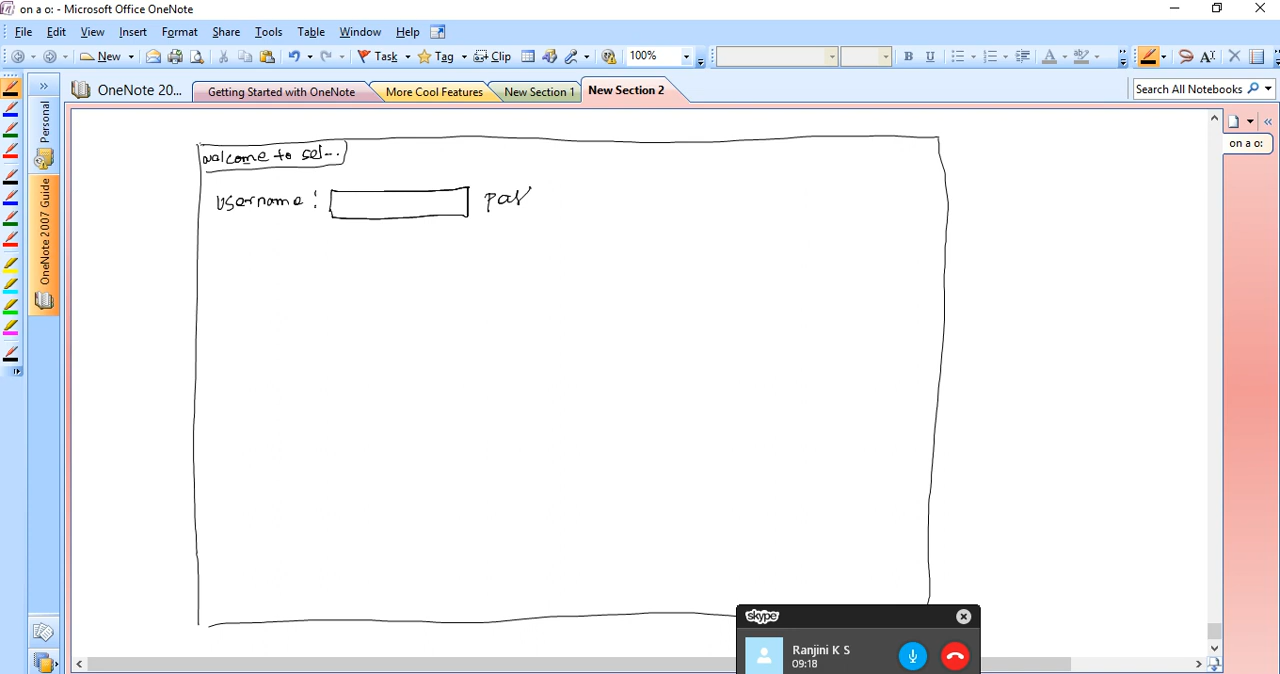 on a o: - Microsoft Office OneNote
File Edit View Insert Format Share Tools Table Window Help
New Task Tag Clip 100% B U A ab A
OneNote 20... Getting Started with OneNote More Cool Features New Section 1 New Section 2 Search All Notebooks
Personal
OneNote 2007 Guide
on a o:
welcome to sel...
Username :
skype
Ranjini K S
09:18